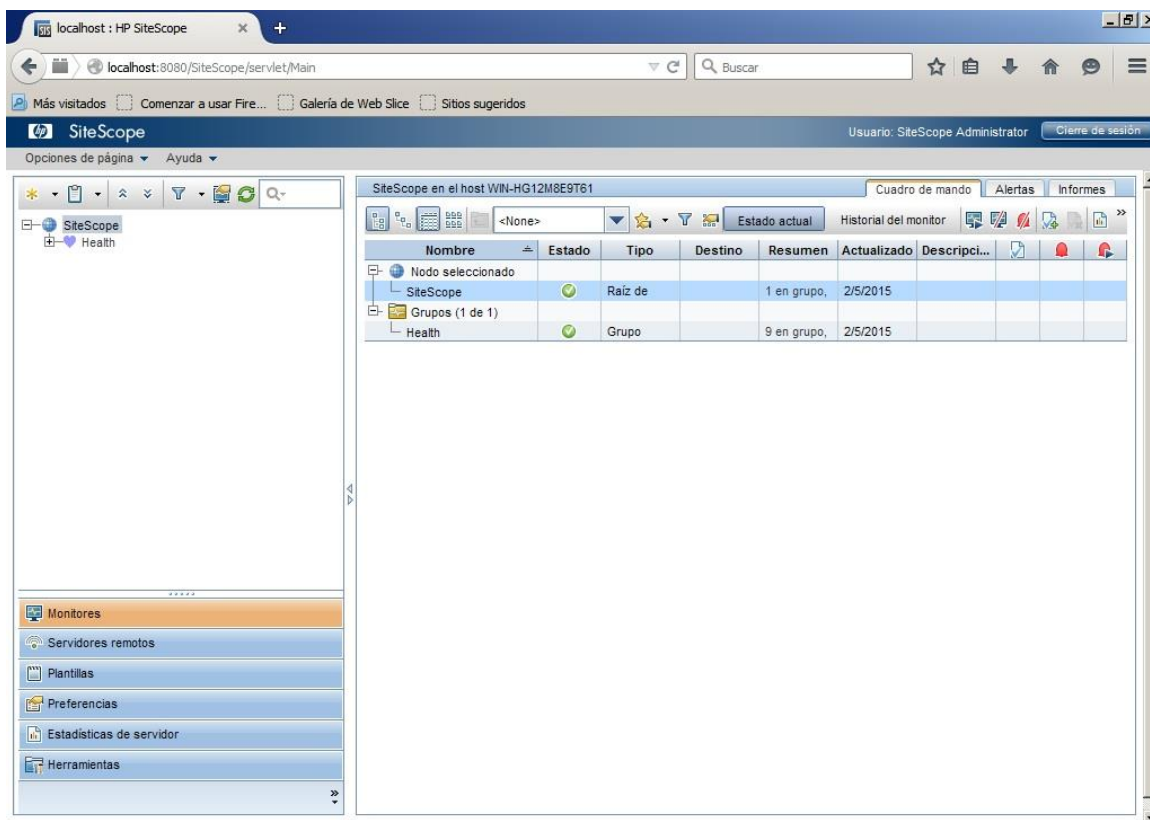 localhost : HP SiteScope
localhost:8080/SiteScope/servlet/Main
Buscar
Más visitados Comenzar a usar Fire... Galería de Web Slice Sitios sugeridos
hp SiteScope
Usuario: SiteScope Administrator Cierre de sesión
Opciones de página Ayuda
SiteScope
Health
SiteScope en el host WIN-HG12M8E9T61
Cuadro de mando Alertas Informes
<None> Estado actual Historial del monitor
Nombre Estado Tipo Destino Resumen Actualizado Descripci...
Nodo seleccionado
SiteScope Raíz de 1 en grupo, 2/5/2015
Grupos (1 de 1)
Health Grupo 9 en grupo, 2/5/2015
Monitores
Servidores remotos
Plantillas
Preferencias
Estadísticas de servidor
Herramientas